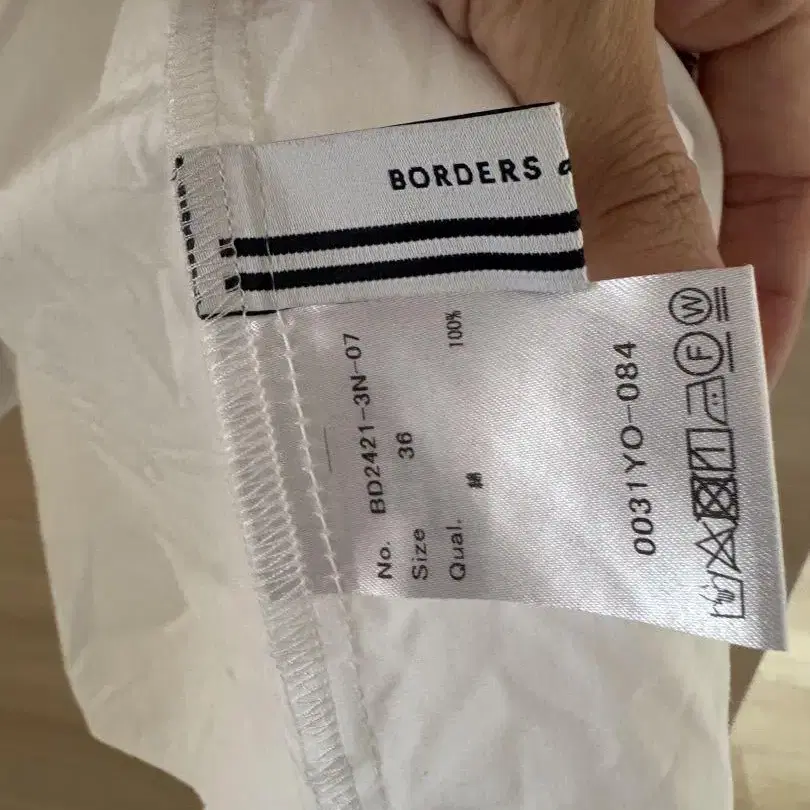 BORDERS
No. BD2421-3N-07
Size 36
Qual. 綿 100%
0031YO-084
F W